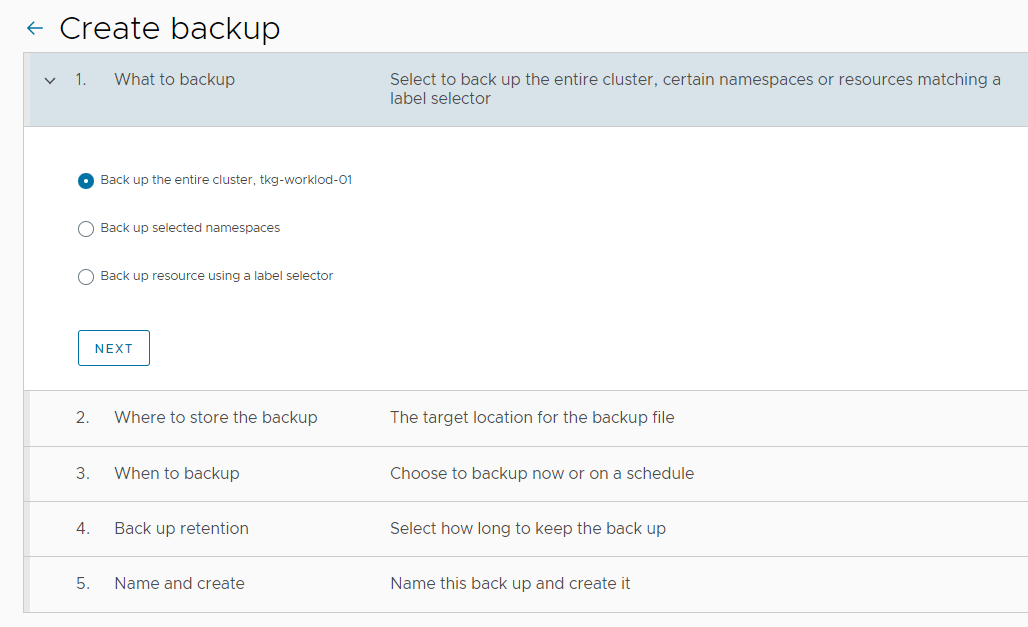 Create backup
1. What to backup Select to back up the entire cluster, certain namespaces or resources matching a
label selector
Back up the entire cluster, tkg-worklod-01
Back up selected namespaces
Back up resource using a label selector
NEXT
2. Where to store the backup The target location for the backup file
3. When to backup Choose to backup now or on a schedule
4. Back up retention Select how long to keep the back up
5. Name and create Name this back up and create it